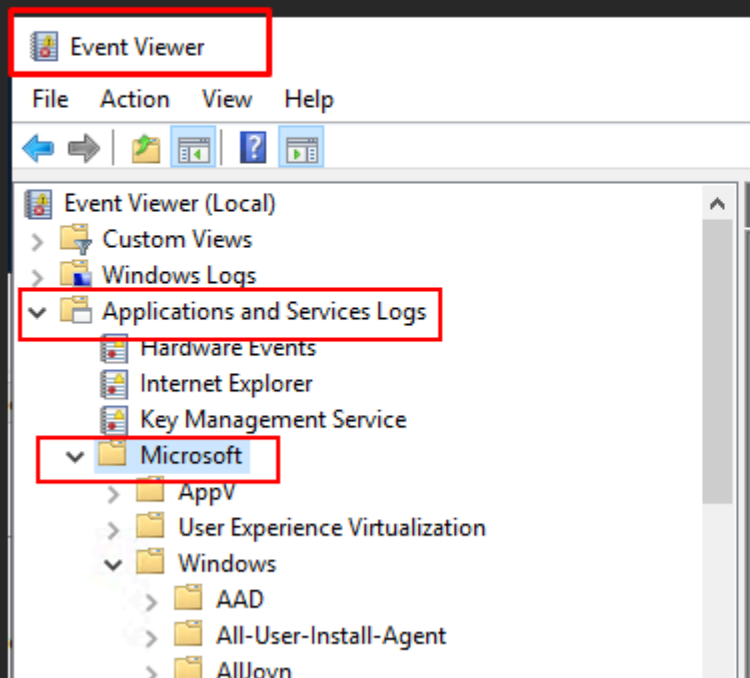 Event Viewer
File Action View Help
Event Viewer (Local)
Custom Views
Windows Logs
Applications and Services Logs
Hardware Events
Internet Explorer
Key Management Service
Microsoft
AppV
User Experience Virtualization
Windows
AAD
All-User-Install-Agent
AllJoyn